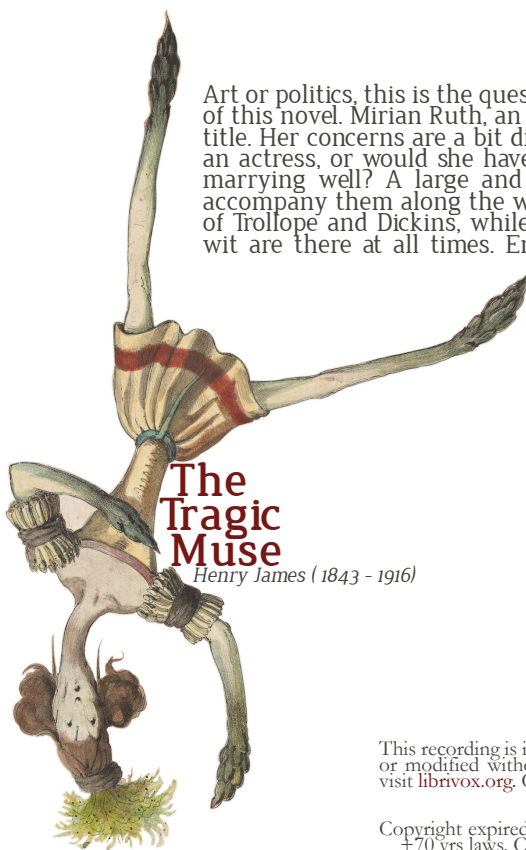 Art or politics, this is the ques
of this novel. Mirian Ruth, an
title. Her concerns are a bit di
an actress, or would she have
marrying well? A large and
accompany them along the w
of Trollope and Dickins, while
wit are there at all times. En
The
Tragic
Muse
Henry James ( 1843 - 1916)
This recording is i
or modified witho
visit librivox.org. C
Copyright expired
+70 yrs laws. C